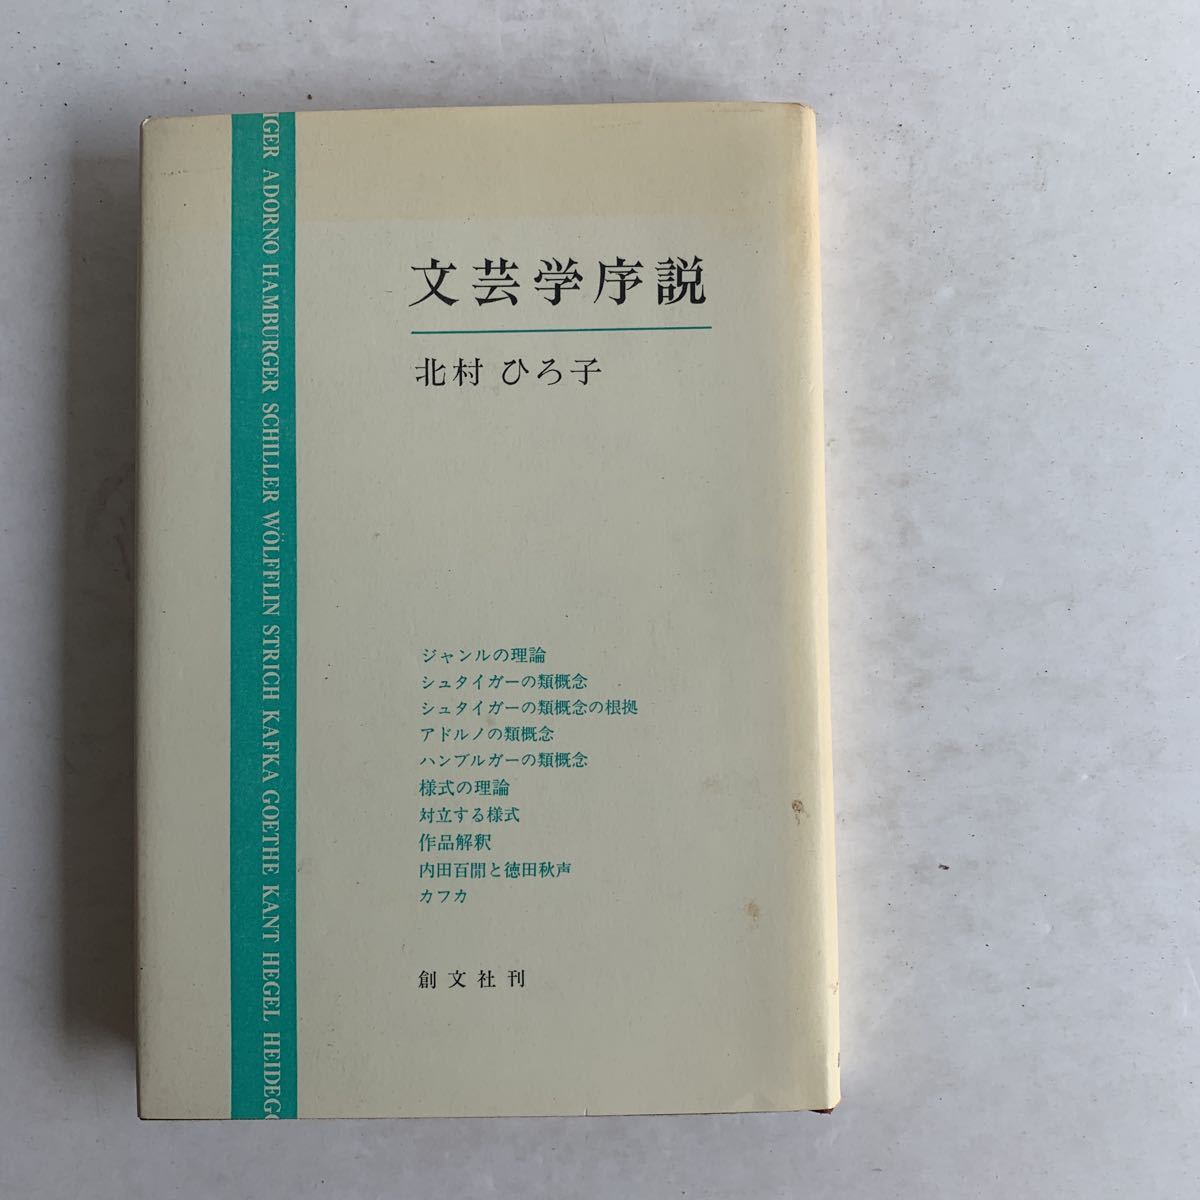 文芸学序説
北村 ひろ子
ジャンルの理論
シュタイガーの類概念
シュタイガーの類概念の根拠
アドルノの類概念
ハンブルガーの類概念
様式の理論
対立する様式
作品解釈
内田百閒と徳田秋声
カフカ
創文社刊
IGER ADORNO HAMBURGER SCHILLER WÖLFFLIN STRICH KAFKA GOETHE KANT HEGEL HEIDEGG